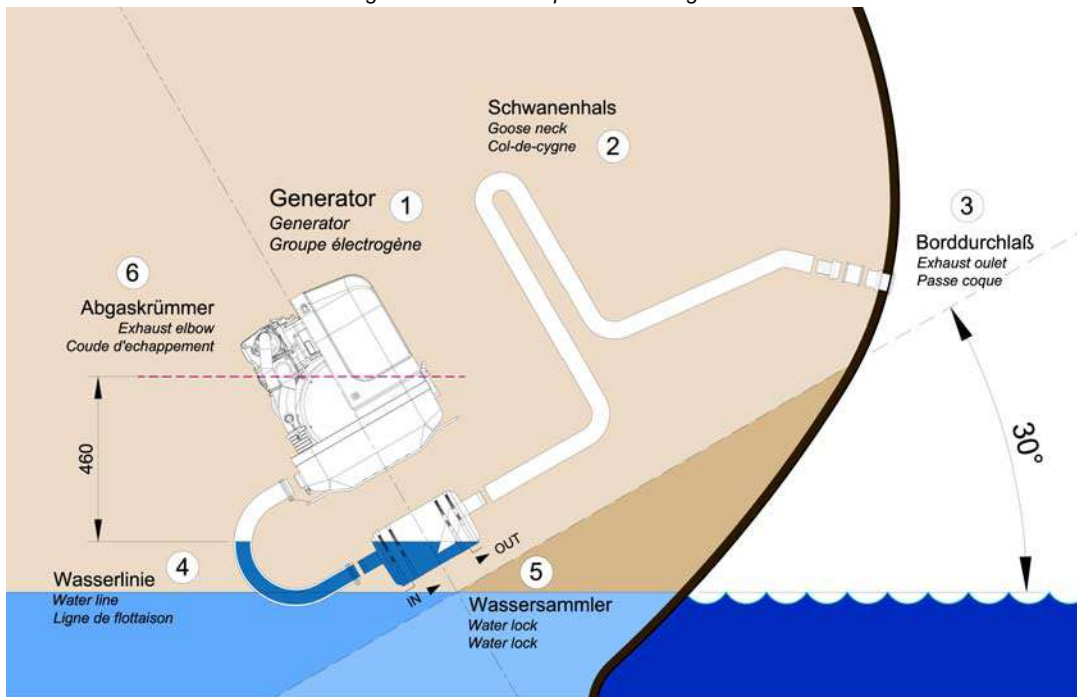 Schwanenhals
Goose neck
Col-de-cygne
2
Generator
Generator
Groupe électrogène
1
3
Borddurchlaß
Exhaust oulet
Passe coque
6
Abgaskrümmer
Exhaust elbow
Coude d'echappement
460
30°
OUT
IN
4
Wasserlinie
Water line
Ligne de flottaison
5
Wassersammler
Water lock
Water lock